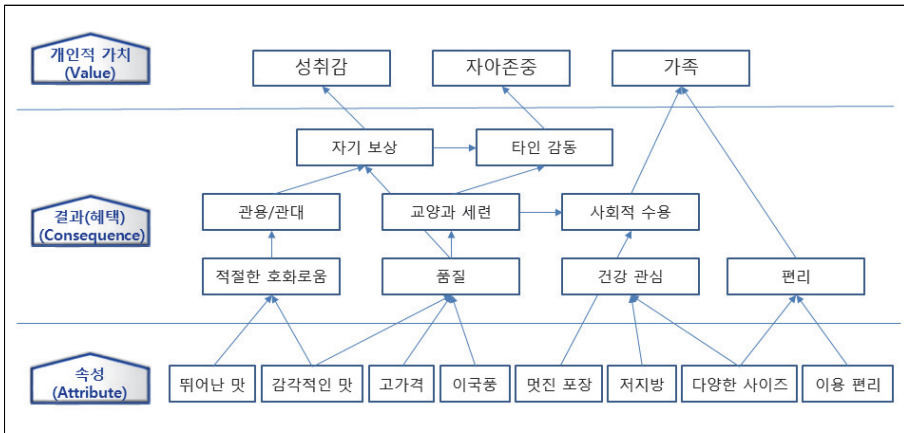 개인적 가치
(Value)
성취감
자아존중
가족
자기 보상
타인 감동
결과(혜택)
(Consequence)
관용/관대
교양과 세련
사회적 수용
적절한 호화로움
품질
건강 관심
편리
속성
(Attribute)
뛰어난 맛
감각적인 맛
고가격
이국풍
멋진 포장
저지방
다양한 사이즈
이용 편리